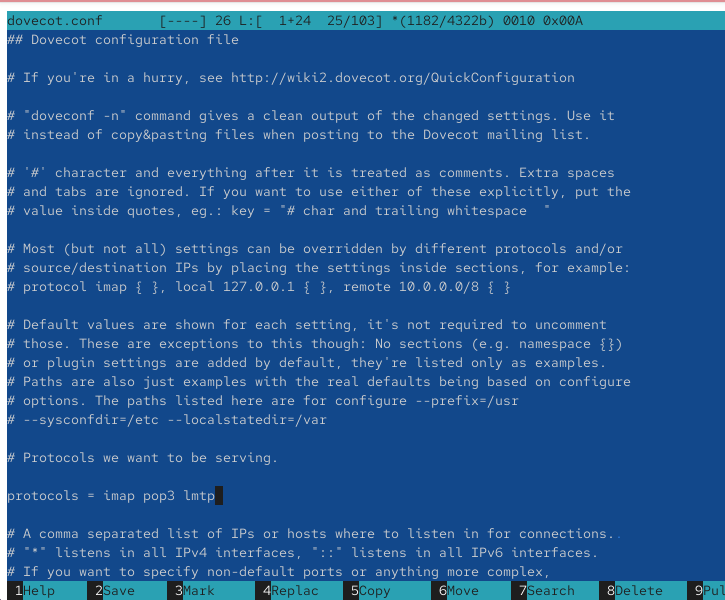 dovecot.conf       [----] 26 L:[  1+24  25/103] *(1182/4322b) 0010 0x00A
## Dovecot configuration file
# If you're in a hurry, see http://wiki2.dovecot.org/QuickConfiguration
# "doveconf -n" command gives a clean output of the changed settings. Use it
# instead of copy&pasting files when posting to the Dovecot mailing list.
# '#' character and everything after it is treated as comments. Extra spaces
# and tabs are ignored. If you want to use either of these explicitly, put the
# value inside quotes, eg.: key = "# char and trailing whitespace  "
# Most (but not all) settings can be overridden by different protocols and/or
# source/destination IPs by placing the settings inside sections, for example:
# protocol imap { }, local 127.0.0.1 { }, remote 10.0.0.0/8 { }
# Default values are shown for each setting, it's not required to uncomment
# those. These are exceptions to this though: No sections (e.g. namespace {})
# or plugin settings are added by default, they're listed only as examples.
# Paths are also just examples with the real defaults being based on configure
# options. The paths listed here are for configure --prefix=/usr
# --sysconfdir=/etc --localstatedir=/var
# Protocols we want to be serving.
protocols = imap pop3 lmtp
# A comma separated list of IPs or hosts where to listen in for connections..
# "*" listens in all IPv4 interfaces, "::" listens in all IPv6 interfaces.
# If you want to specify non-default ports or anything more complex,
1Help 2Save 3Mark 4Replac 5Copy 6Move 7Search 8Delete 9Pul